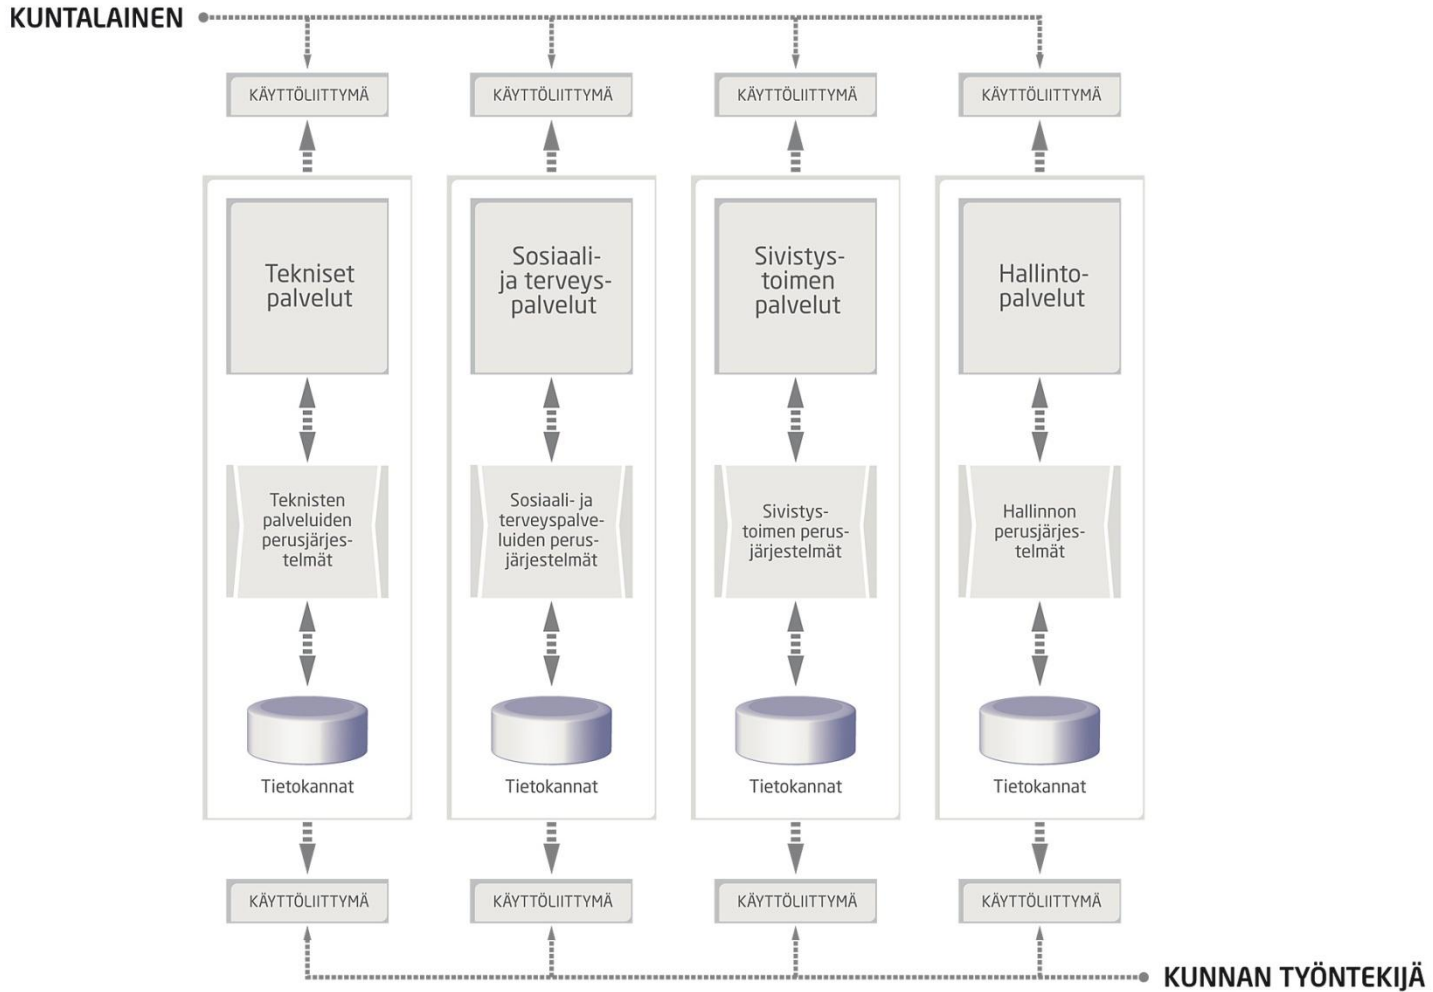 KUNTALAINEN
KÄYTTÖLIITTYMÄ
KÄYTTÖLIITTYMÄ
KÄYTTÖLIITTYMÄ
KÄYTTÖLIITTYMÄ
Tekniset
palvelut
Sosiaali-
ja terveys-
palvelut
Sivistys-
toimen
palvelut
Hallinto-
palvelut
Teknisten
palveluiden
perusjärjes-
telmät
Sosiaali- ja
terveyspalve-
luiden perus-
järjestelmät
Sivistys-
toimen perus-
järjestelmät
Hallinnon
perusjärjes-
telmät
Tietokannat
Tietokannat
Tietokannat
Tietokannat
KÄYTTÖLIITTYMÄ
KÄYTTÖLIITTYMÄ
KÄYTTÖLIITTYMÄ
KÄYTTÖLIITTYMÄ
KUNNAN TYÖNTEKIJÄ